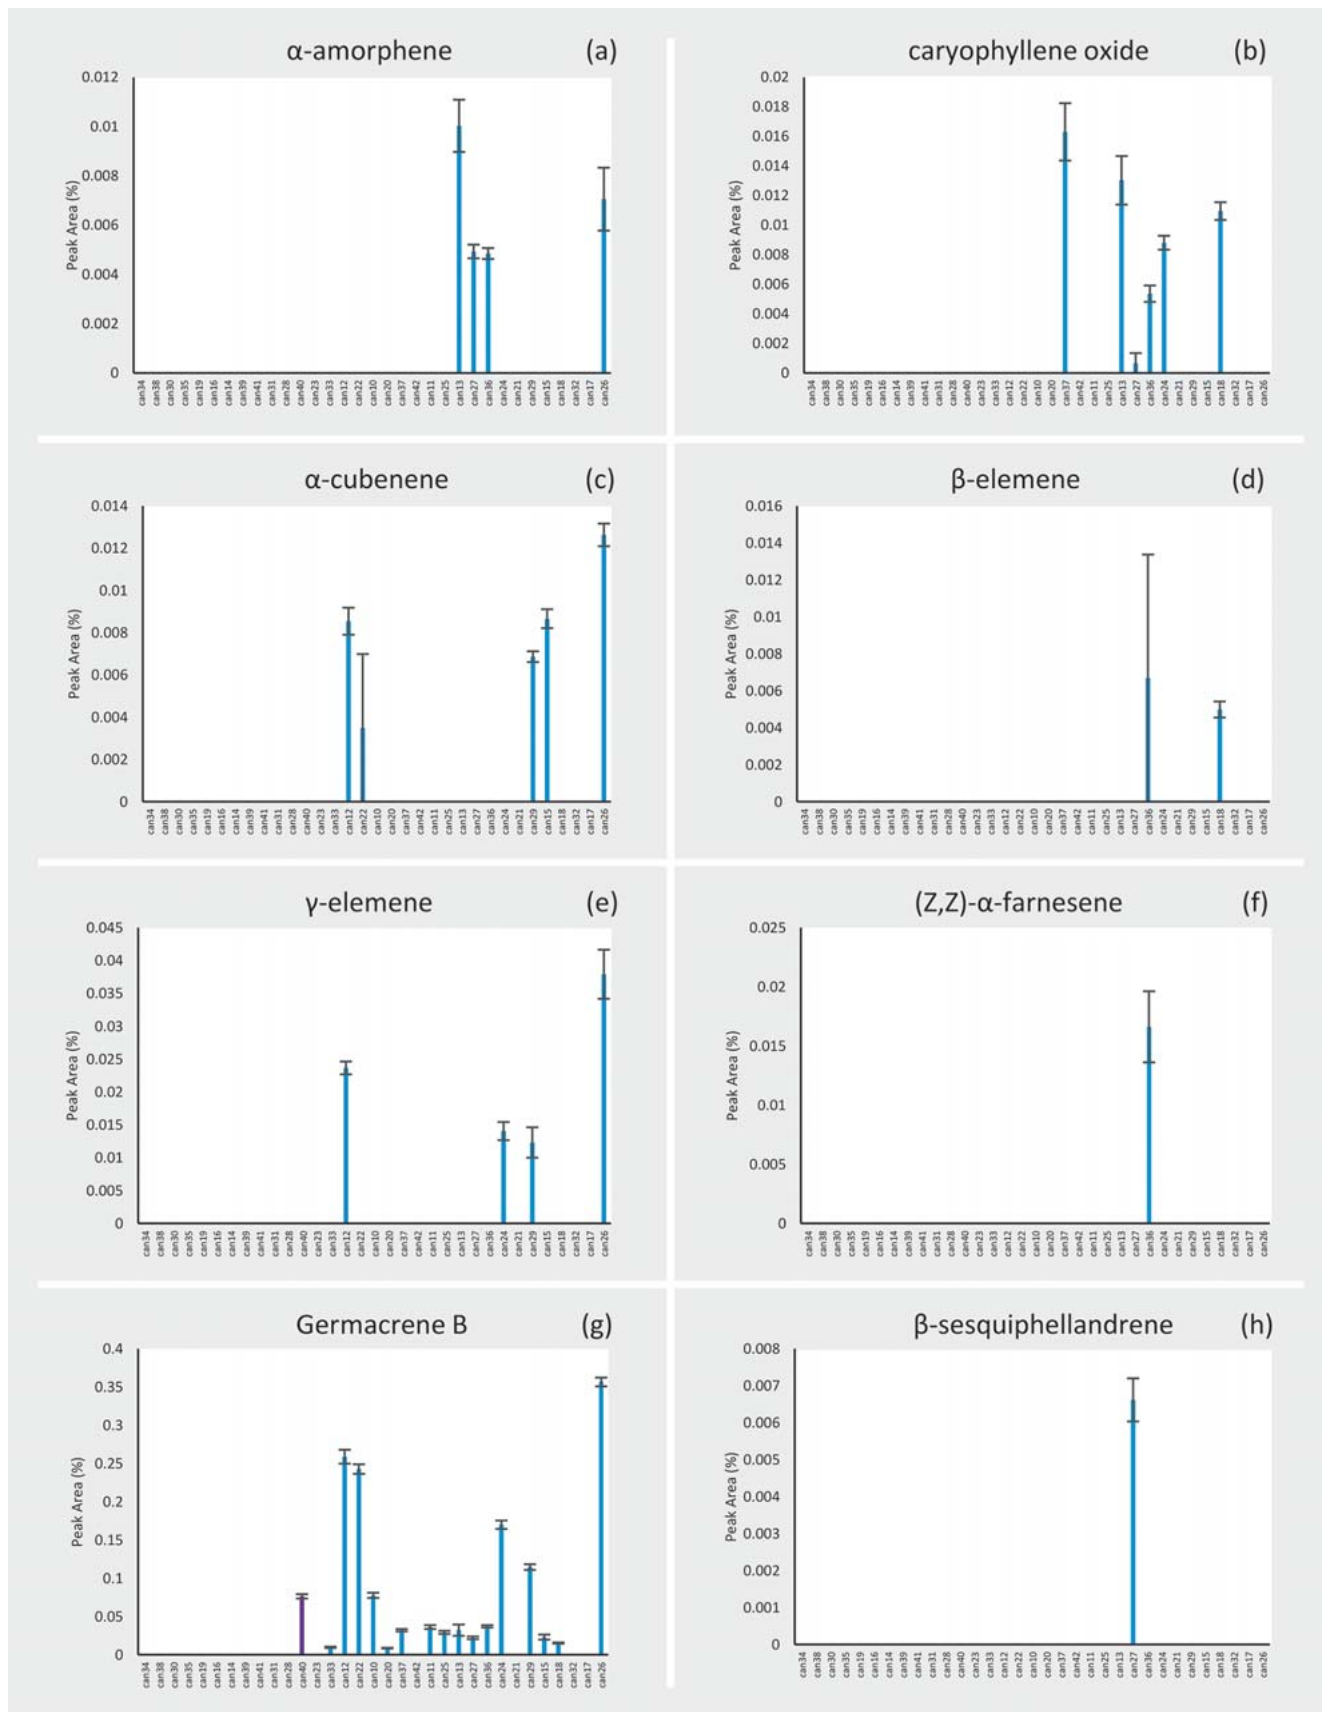 α-amorphene (a)
Peak Area (%)
0.012
0.01
0.008
0.006
0.004
0.002
0
can34 can38 can30 can35 can19 can16 can14 can39 can41 can31 can28 can40 can23 can33 can12 can22 can10 can20 can37 can42 can11 can25 can13 can27 can36 can24 can21 can29 can15 can18 can32 can17 can26
caryophyllene oxide (b)
Peak Area (%)
0.02
0.018
0.016
0.014
0.012
0.01
0.008
0.006
0.004
0.002
0
can34 can38 can30 can35 can19 can16 can14 can39 can41 can31 can28 can40 can23 can33 can12 can22 can10 can20 can37 can42 can11 can25 can13 can27 can36 can24 can21 can29 can15 can18 can32 can17 can26
α-cubenene (c)
Peak Area (%)
0.014
0.012
0.01
0.008
0.006
0.004
0.002
0
can34 can38 can30 can35 can19 can16 can14 can39 can41 can31 can28 can40 can23 can33 can12 can22 can10 can20 can37 can42 can11 can25 can13 can27 can36 can24 can21 can29 can15 can18 can32 can17 can26
β-elemene (d)
Peak Area (%)
0.016
0.014
0.012
0.01
0.008
0.006
0.004
0.002
0
can34 can38 can30 can35 can19 can16 can14 can39 can41 can31 can28 can40 can23 can33 can12 can22 can10 can20 can37 can42 can11 can25 can13 can27 can36 can24 can21 can29 can15 can18 can32 can17 can26
γ-elemene (e)
Peak Area (%)
0.045
0.04
0.035
0.03
0.025
0.02
0.015
0.01
0.005
0
can34 can38 can30 can35 can19 can16 can14 can39 can41 can31 can28 can40 can23 can33 can12 can22 can10 can20 can37 can42 can11 can25 can13 can27 can36 can24 can21 can29 can15 can18 can32 can17 can26
(Z,Z)-α-farnesene (f)
Peak Area (%)
0.025
0.02
0.015
0.01
0.005
0
can34 can38 can30 can35 can19 can16 can14 can39 can41 can31 can28 can40 can23 can33 can12 can22 can10 can20 can37 can42 can11 can25 can13 can27 can36 can24 can21 can29 can15 can18 can32 can17 can26
Germacrene B (g)
Peak Area (%)
0.4
0.35
0.3
0.25
0.2
0.15
0.1
0.05
0
can34 can38 can30 can35 can19 can16 can14 can39 can41 can31 can28 can40 can23 can33 can12 can22 can10 can20 can37 can42 can11 can25 can13 can27 can36 can24 can21 can29 can15 can18 can32 can17 can26
β-sesquiphellandrene (h)
Peak Area (%)
0.008
0.007
0.006
0.005
0.004
0.003
0.002
0.001
0
can34 can38 can30 can35 can19 can16 can14 can39 can41 can31 can28 can40 can23 can33 can12 can22 can10 can20 can37 can42 can11 can25 can13 can27 can36 can24 can21 can29 can15 can18 can32 can17 can26